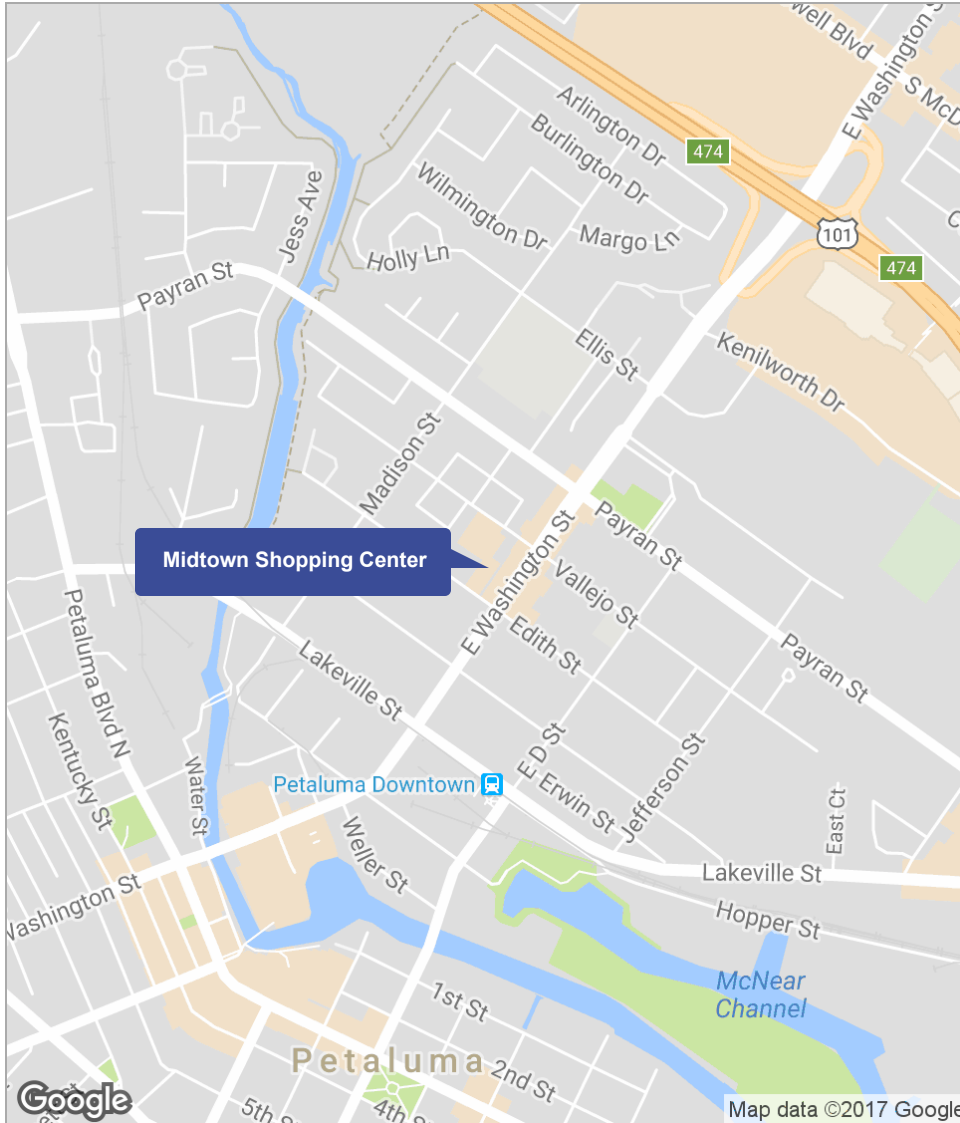 well Blvd
S McD
E Washington S
Arlington Dr
Burlington Dr
474
Wilmington Dr
Jess Ave
Margo Ln
101
Holly Ln
474
Payran St
Ellis St
Kenilworth Dr
Madison St
Payran St
E Washington St
Midtown Shopping Center
Vallejo St
Edith St
Petaluma Blvd N
Lakeville St
Payran St
Kentucky St
E D St
Jefferson St
Water St
Petaluma Downtown
Erwin St
East Ct
Weller St
Lakeville St
Washington St
Hopper St
McNear
Channel
1st St
Petaluma
2nd St
5th S
4th S
Google
Map data ©2017 Google